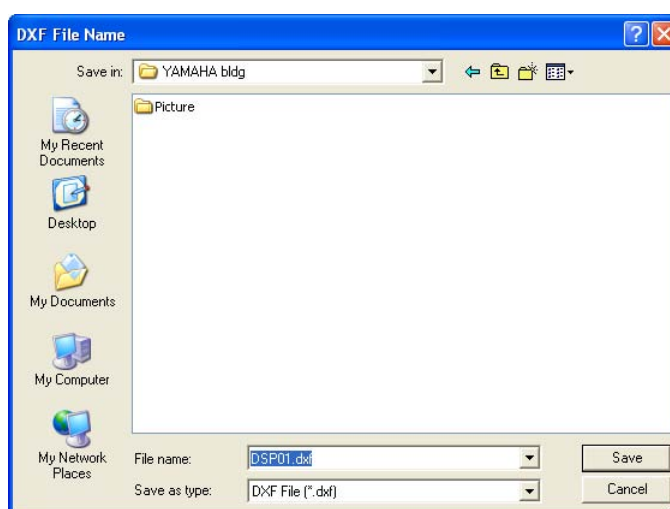 DXF File Name
Save in: YAMAHA bldg
Picture
My Recent
Documents
Desktop
My Documents
My Computer
My Network
Places
File name: DSP01.dxf Save
Save as type: DXF File (*.dxf) Cancel